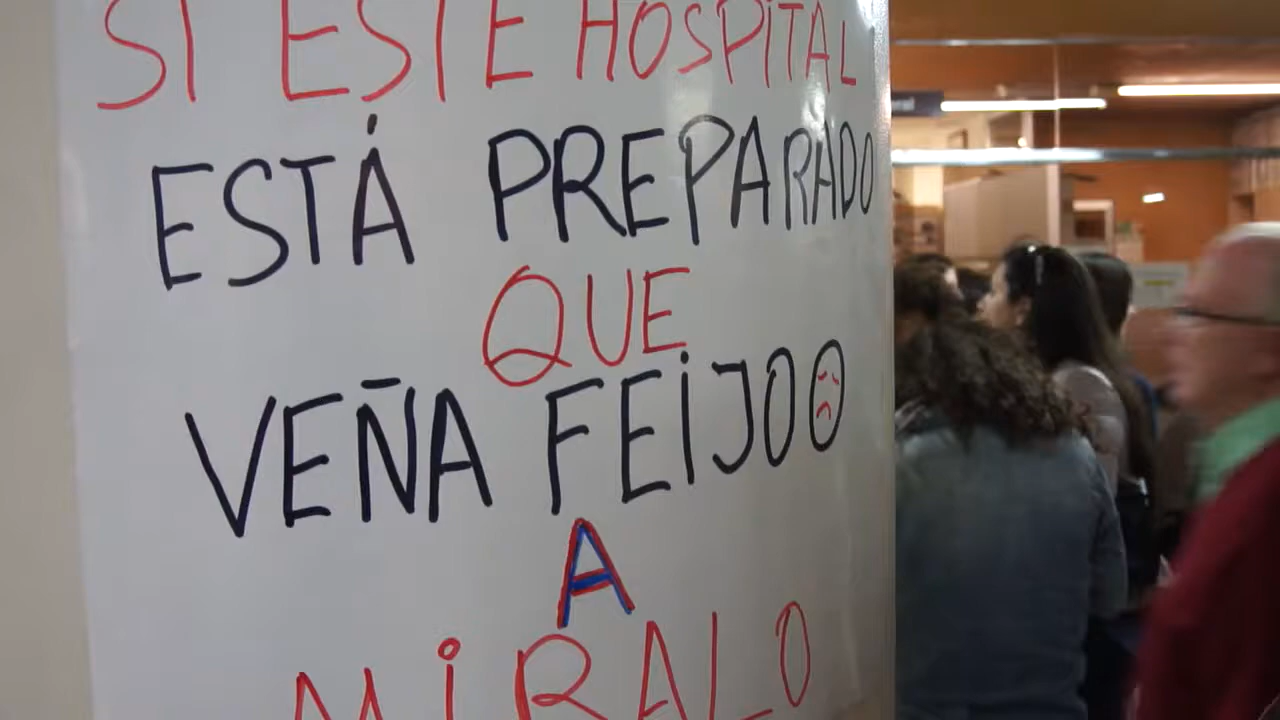 SI ESTE HOSPITAL
ESTÁ PREPARADO
QUE
VEÑA FEIJOO
A
MIRALO